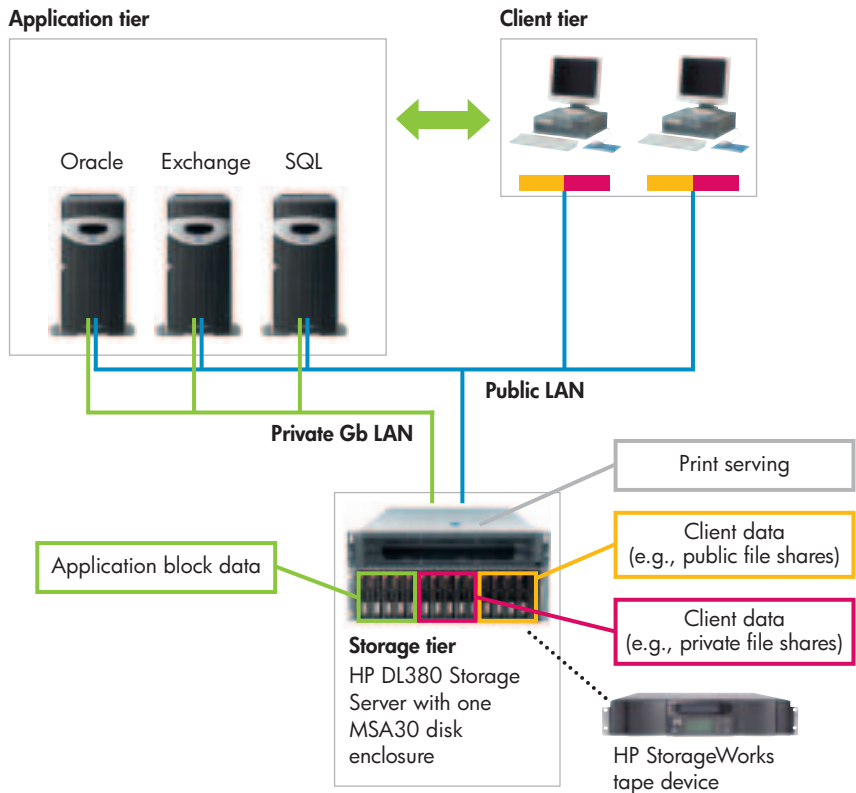 Application tier
Client tier
Oracle
Exchange
SQL
Public LAN
Private Gb LAN
Print serving
Client data
(e.g., public file shares)
Application block data
Client data
(e.g., private file shares)
Storage tier
HP DL380 Storage
Server with one
MSA30 disk
enclosure
HP StorageWorks
tape device